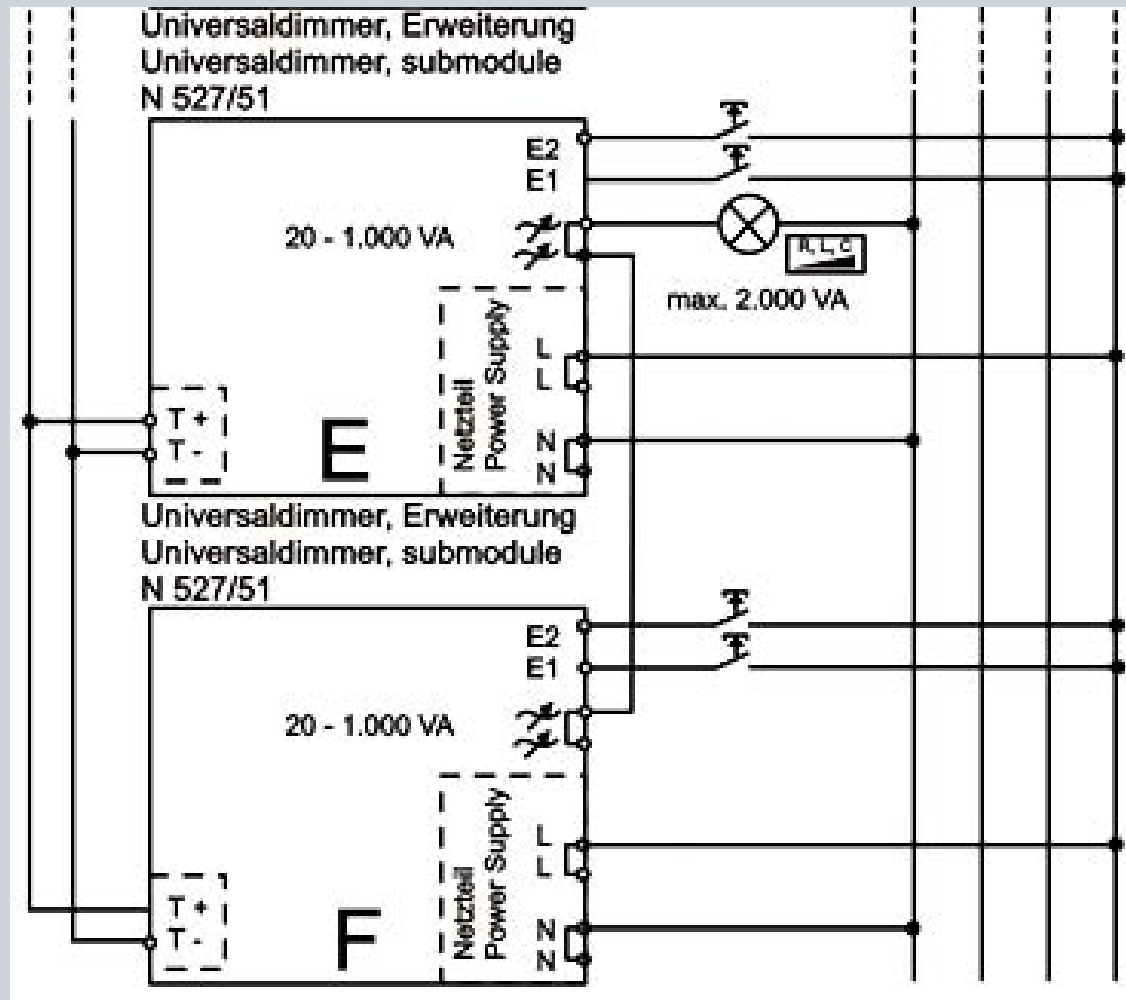 Universaldimmer, Erweiterung
Universaldimmer, submodule
N 527/51
E2
E1
20 - 1.000 VA
R, L, C
max. 2.000 VA
Netzteil
Power Supply
L
L
N
N
T +
T -
E
Universaldimmer, Erweiterung
Universaldimmer, submodule
N 527/51
E2
E1
20 - 1.000 VA
Netzteil
Power Supply
L
L
N
N
T +
T -
F